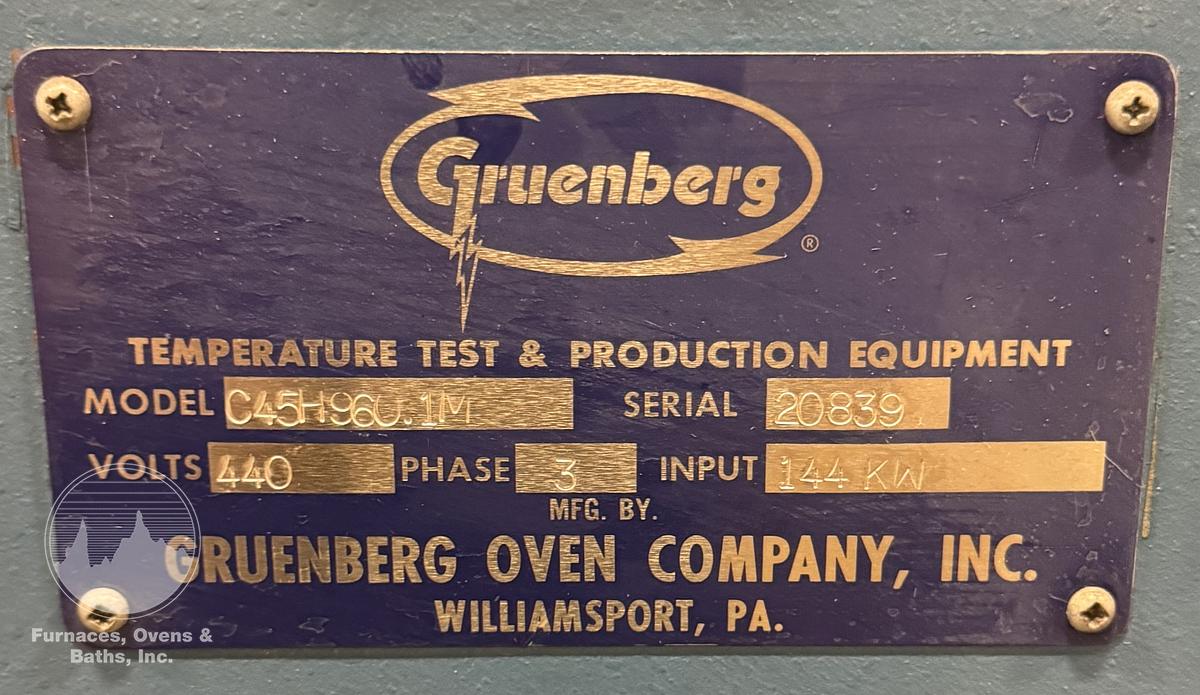 Gruenberg ®
TEMPERATURE TEST & PRODUCTION EQUIPMENT
MODEL C45H96U.1M SERIAL 20839
VOLTS 440 PHASE 3 INPUT 144 KW
MFG. BY.
GRUENBERG OVEN COMPANY, INC.
WILLIAMSPORT, PA.
Furnaces, Ovens &
Baths, Inc.